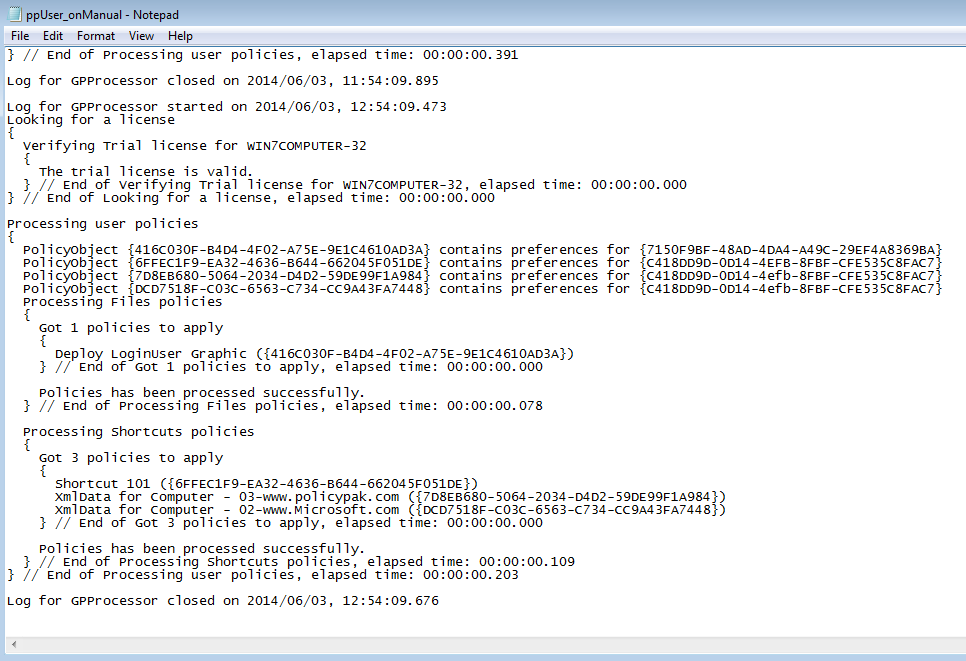 ppUser_onManual - Notepad
File Edit Format View Help
} // End of Processing user policies, elapsed time: 00:00:00.391
Log for GPProcessor closed on 2014/06/03, 11:54:09.895
Log for GPProcessor started on 2014/06/03, 12:54:09.473
Looking for a license
{
Verifying Trial license for WIN7COMPUTER-32
{
The trial license is valid.
} // End of Verifying Trial license for WIN7COMPUTER-32, elapsed time: 00:00:00.000
} // End of Looking for a license, elapsed time: 00:00:00.000
Processing user policies
{
PolicyObject {416C030F-B4D4-4F02-A75E-9E1C4610AD3A} contains preferences for {7150F9BF-48AD-4DA4-A49C-29EF4A8369BA}
PolicyObject {6FFEC1F9-EA32-4636-B644-662045F051DE} contains preferences for {C418DD9D-0D14-4EFB-8FBF-CFE535C8FAC7}
PolicyObject {7D8EB680-5064-2034-D4D2-59DE99F1A984} contains preferences for {C418DD9D-0D14-4efb-8FBF-CFE535C8FAC7}
PolicyObject {DCD7518F-C03C-6563-C734-CC9A43FA7448} contains preferences for {C418DD9D-0D14-4efb-8FBF-CFE535C8FAC7}
Processing Files policies
{
Got 1 policies to apply
{
Deploy LoginUser Graphic ({416C030F-B4D4-4F02-A75E-9E1C4610AD3A})
} // End of Got 1 policies to apply, elapsed time: 00:00:00.000
Policies has been processed successfully.
} // End of Processing Files policies, elapsed time: 00:00:00.078
Processing Shortcuts policies
{
Got 3 policies to apply
{
Shortcut 101 ({6FFEC1F9-EA32-4636-B644-662045F051DE})
XmlData for Computer - 03-www.policypak.com ({7D8EB680-5064-2034-D4D2-59DE99F1A984})
XmlData for Computer - 02-www.Microsoft.com ({DCD7518F-C03C-6563-C734-CC9A43FA7448})
} // End of Got 3 policies to apply, elapsed time: 00:00:00.000
Policies has been processed successfully.
} // End of Processing Shortcuts policies, elapsed time: 00:00:00.109
} // End of Processing user policies, elapsed time: 00:00:00.203
Log for GPProcessor closed on 2014/06/03, 12:54:09.676